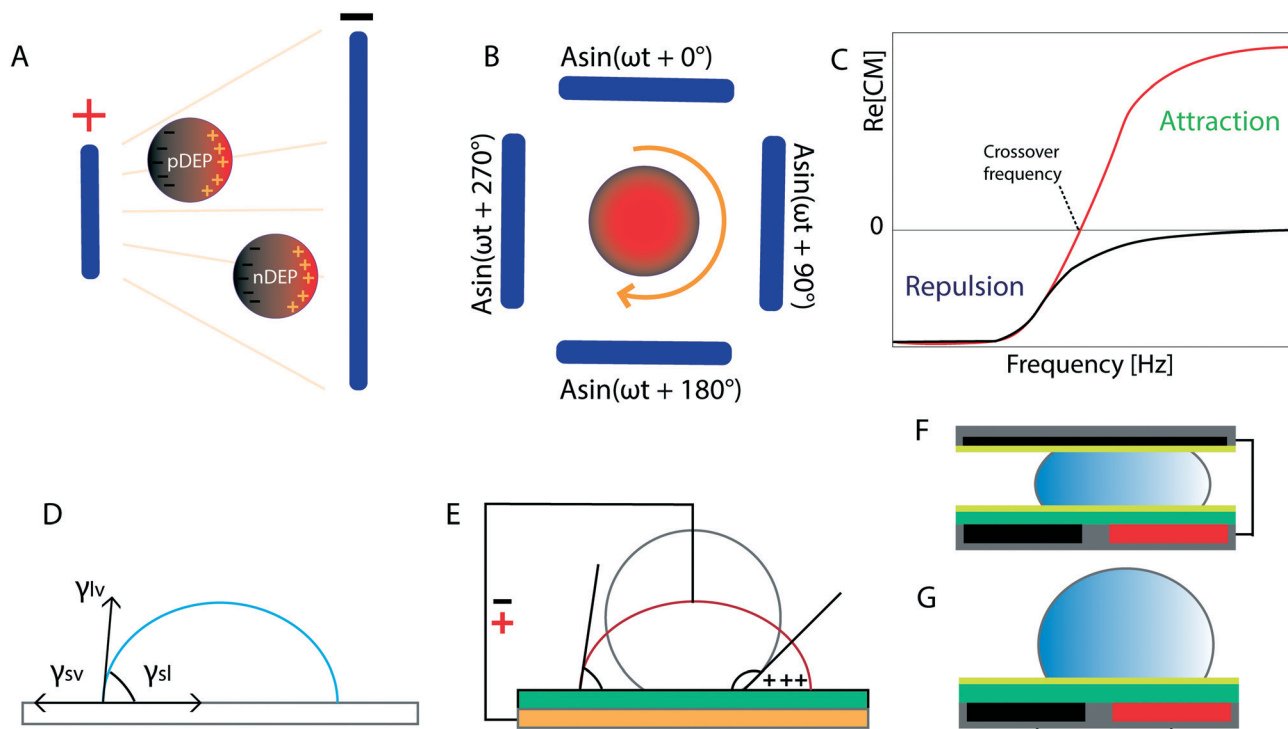 A
+
−
pDEP
nDEP
B
Asin(ωt + 0°)
Asin(ωt + 270°)
Asin(ωt + 90°)
Asin(ωt + 180°)
C
Re[CM]
Attraction
Crossover
frequency
0
Repulsion
Frequency [Hz]
D
γlv
γsv
γsl
E
−
+
+++
F
G